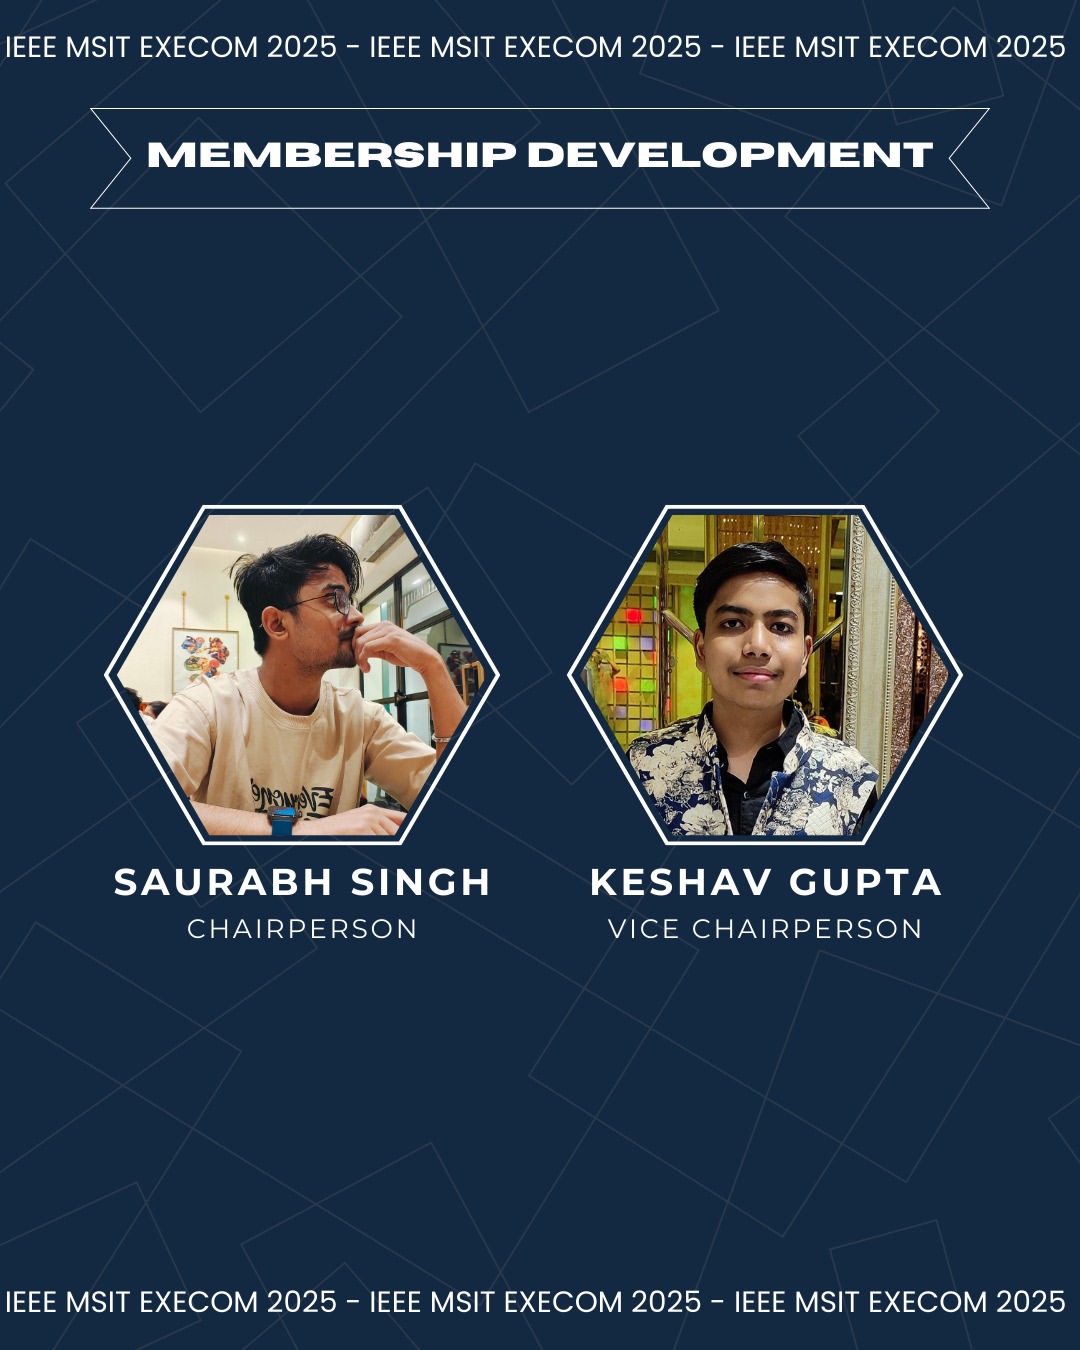 IEEE MSIT EXECOM 2025 - IEEE MSIT EXECOM 2025 - IEEE MSIT EXECOM 2025
MEMBERSHIP DEVELOPMENT
Everyone
SAURABH SINGH
CHAIRPERSON
KESHAV GUPTA
VICE CHAIRPERSON
IEEE MSIT EXECOM 2025 - IEEE MSIT EXECOM 2025 - IEEE MSIT EXECOM 2025